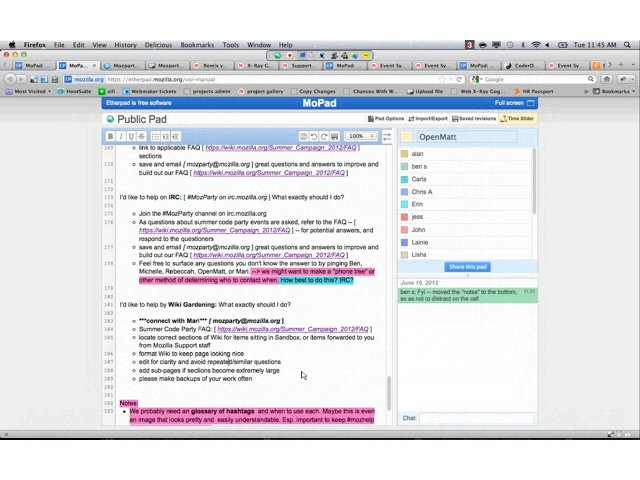 Firefox File Edit View History Delicious Bookmarks Tools Window Help
Tue 11:45 AM
MoPad
https://etherpad.mozilla.org/vol-manual
Google
Most Visited HostSuite pill Webmaker tickets projects admin project gallery Copy Changes Chances With Wer... Web X-Ray Gog... HR Passport Bookmarks
Etherpad is free software MoPad Full screen
Public Pad Pad Options Import/Export Saved revisions Time Slider
100%
OpenMatt
alan
ben s
Carla
Chris A
Erin
jess
John
Lainie
Lisha
Share this pad
link to applicable FAQ [ https://wiki.mozilla.org/Summer_Campaign_2012/FAQ ]
sections
save and email [ mozparty@mozilla.org ] great questions and answers to improve and
build out our FAQ [ https://wiki.mozilla.org/Summer_Campaign_2012/FAQ ]
I'd like to help on IRC: [ #MozParty on irc.mozilla.org ] What exactly should I do?
Join the #MozParty channel on irc.mozilla.org
As questions about summer code party events are asked, refer to the FAQ -- [
https://wiki.mozilla.org/Summer_Campaign_2012/FAQ ] -- for potential answers, and
respond to the questioners
save and email [ mozparty@mozilla.org ] great questions and answers to improve and
build out our FAQ [ https://wiki.mozilla.org/Summer_Campaign_2012/FAQ ]
Feel free to surface any questions you don't know the answer to by pinging Ben,
Michelle, Rebeccah, OpenMatt, or Mari. --> we might want to make a "phone tree" or
other method of determining who to contact when. How best to do this? IRC?
I'd like to help by Wiki Gardening: What exactly should I do?
***connect with Mari*** [ mozparty@mozilla.org ]
Summer Code Party FAQ: [ https://wiki.mozilla.org/Summer_Campaign_2012/FAQ ]
locate correct sections of Wiki for items sitting in Sandbox, or items forwarded to you
from Mozilla Support staff
format Wiki to keep page looking nice
edit for clarity and avoid repeated/similar questions
add sub-pages if sections become extremely large
please make backups of your work often
Notes:
We probably need an glossary of hashtags and when to use each. Maybe this is even
an image that looks pretty and easily understandable. Esp. important to keep #mozhelp
June 19, 2012
ben s: Fyi -- moved the "notes" to the bottom, 11:21
so as not to distract on the call
Chat: